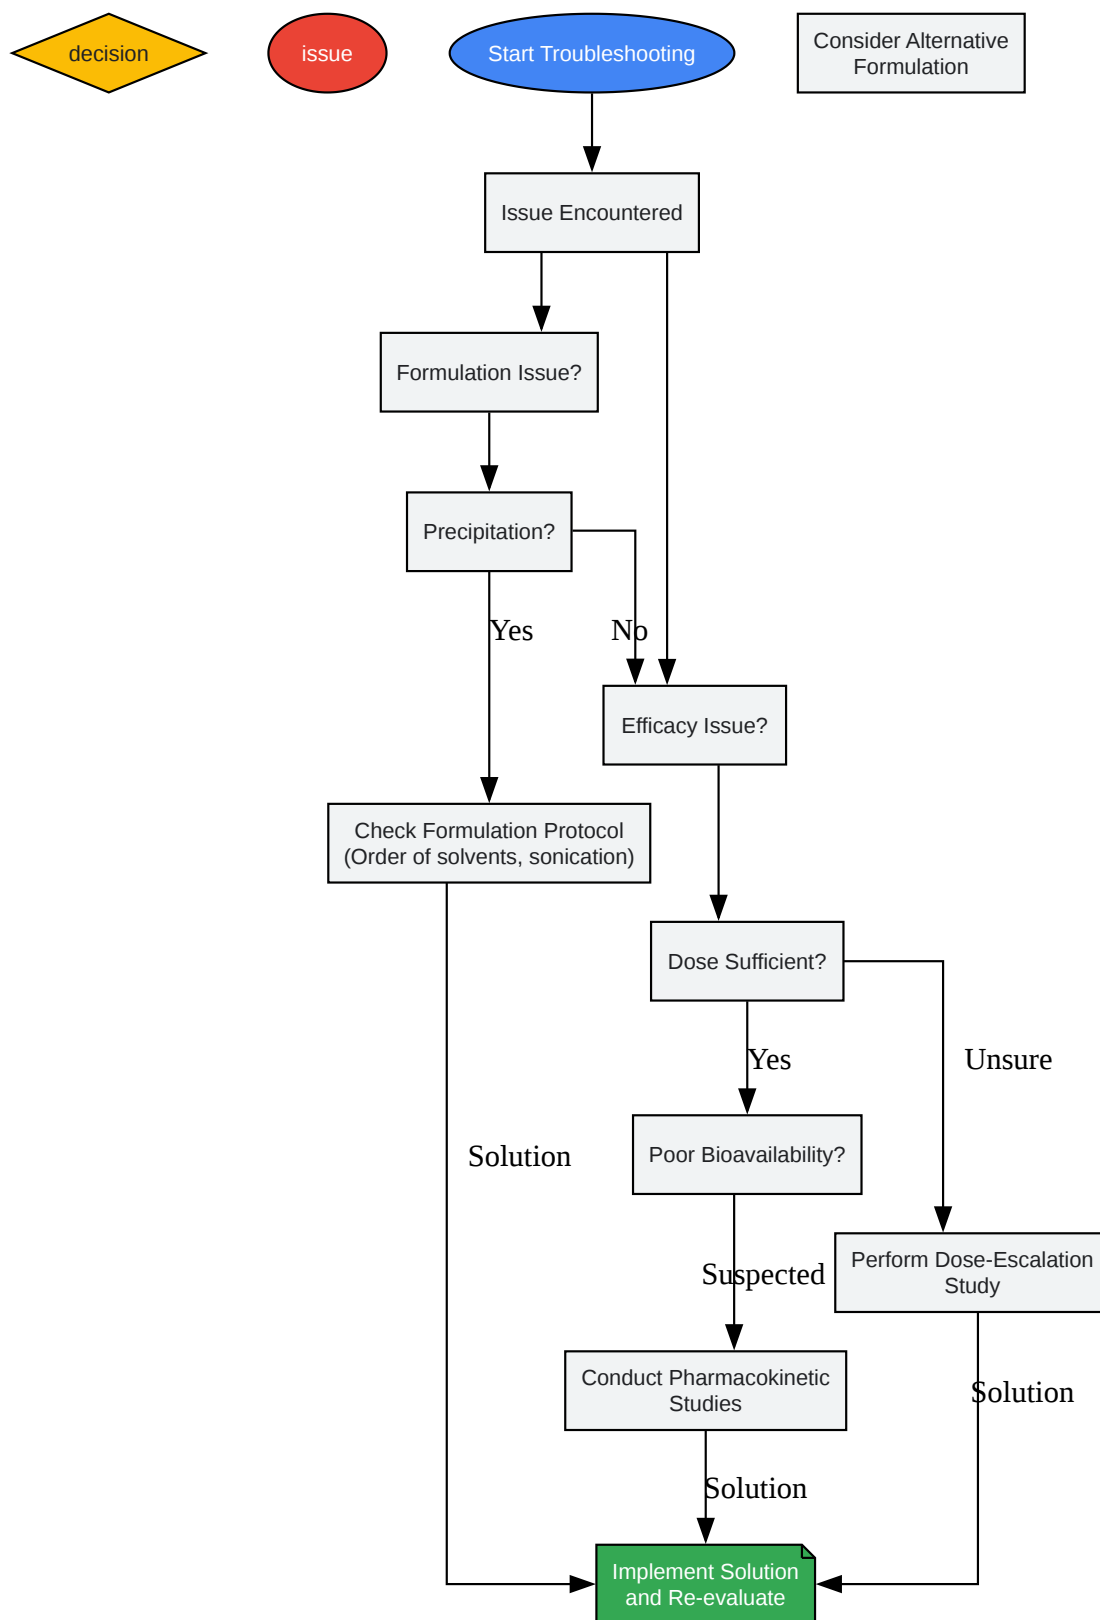 decision
issue
Start Troubleshooting
Consider Alternative
Formulation
Issue Encountered
Formulation Issue?
Precipitation?
Yes
No
Efficacy Issue?
Check Formulation Protocol
(Order of solvents, sonication)
Dose Sufficient?
Yes
Unsure
Solution
Poor Bioavailability?
Suspected
Perform Dose-Escalation
Study
Conduct Pharmacokinetic
Studies
Solution
Solution
Implement Solution
and Re-evaluate